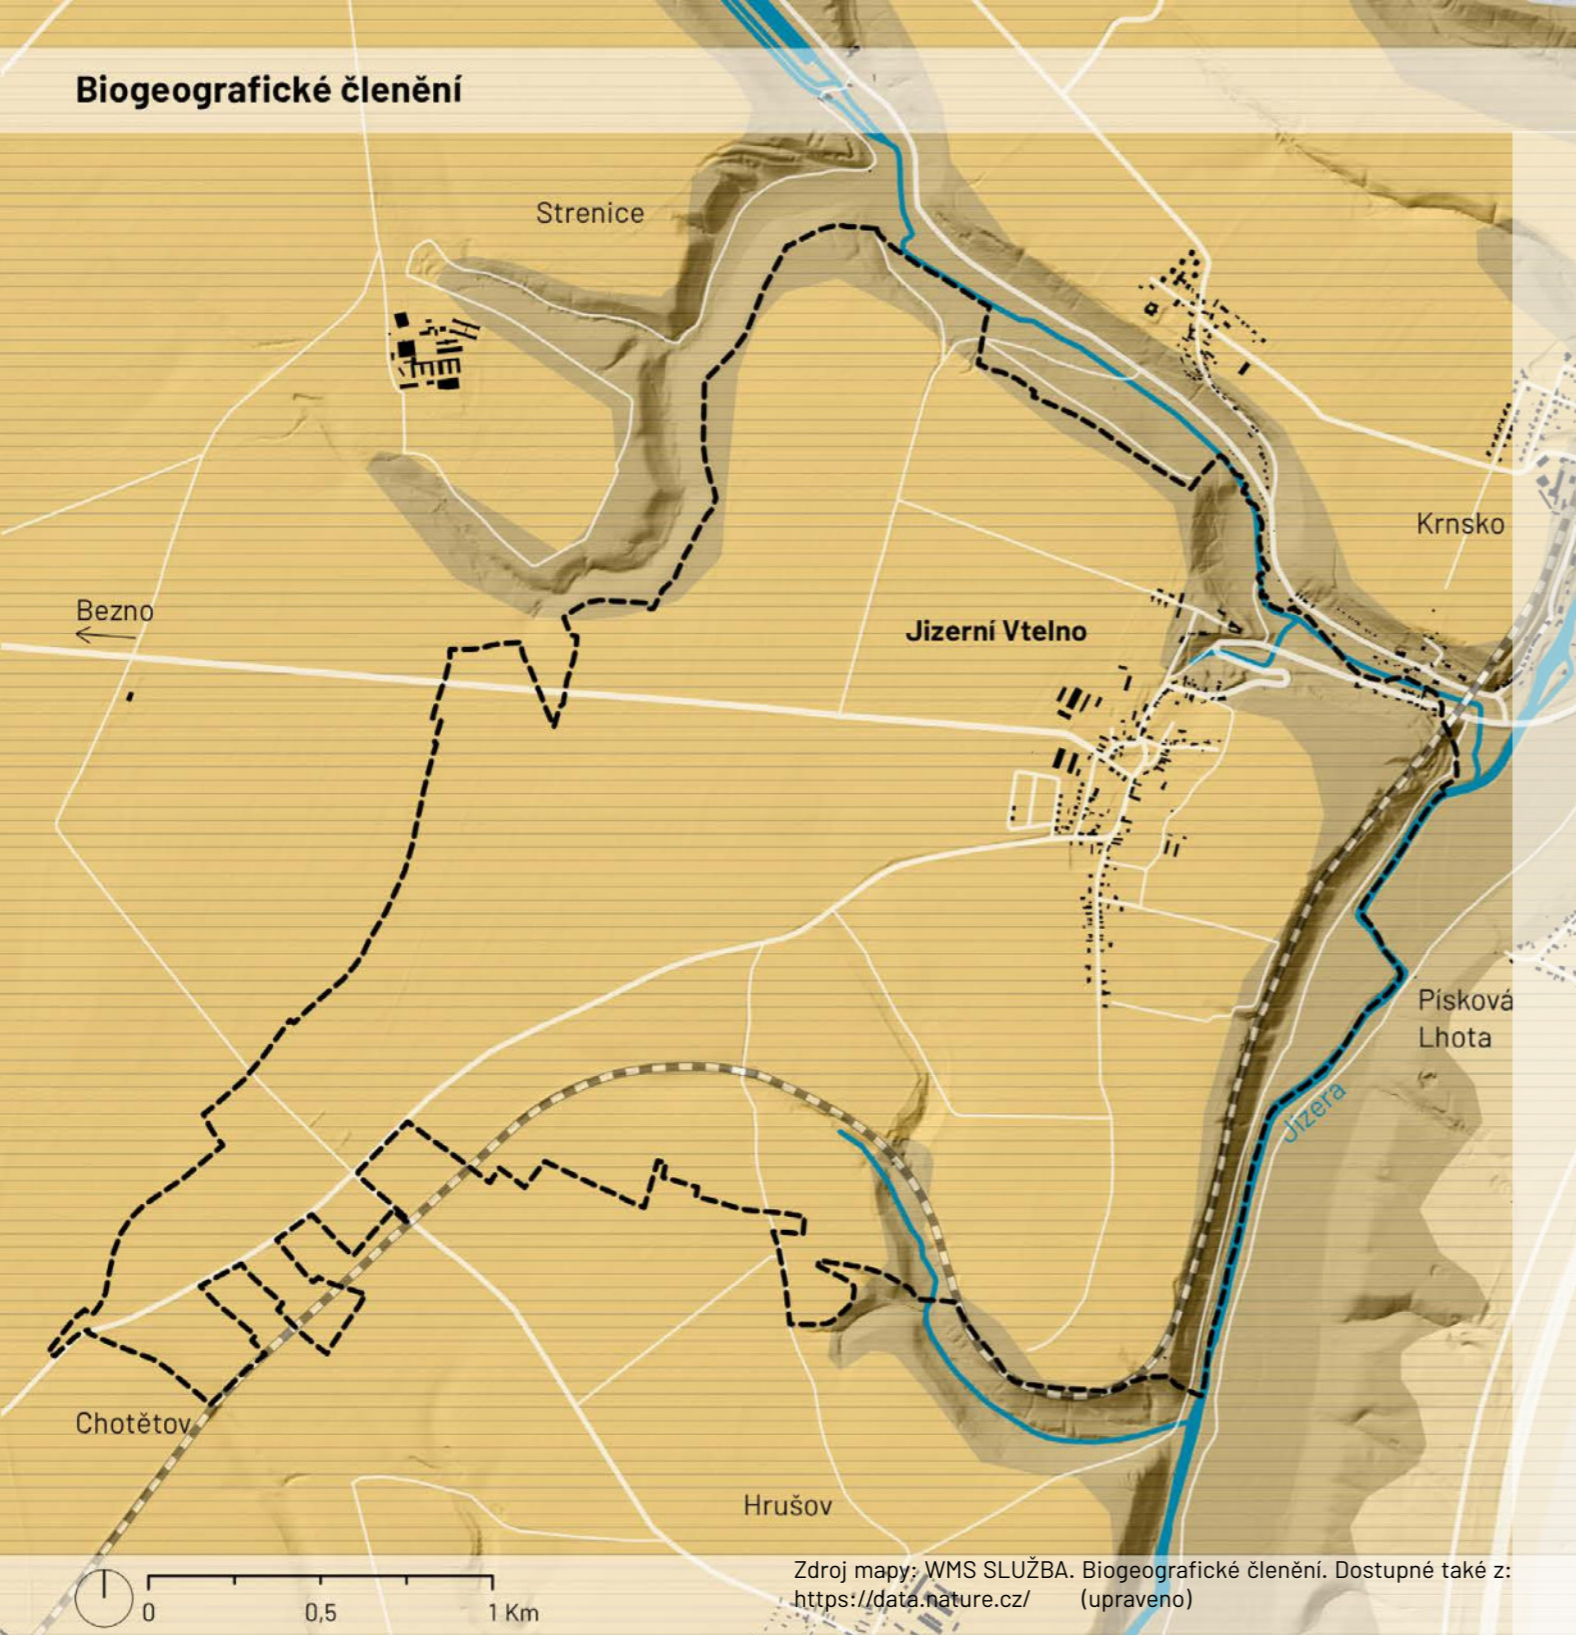 Biogeografické členění
Strenice
Krnsko
Bezno
Jizerní Vtelno
Písková
Lhota
Jizera
Chotětov
Hrušov
Zdroj mapy: WMS SLUŽBA. Biogeografické členění. Dostupné také z:
https://data.nature.cz/ (upraveno)
0 0,5 1 Km